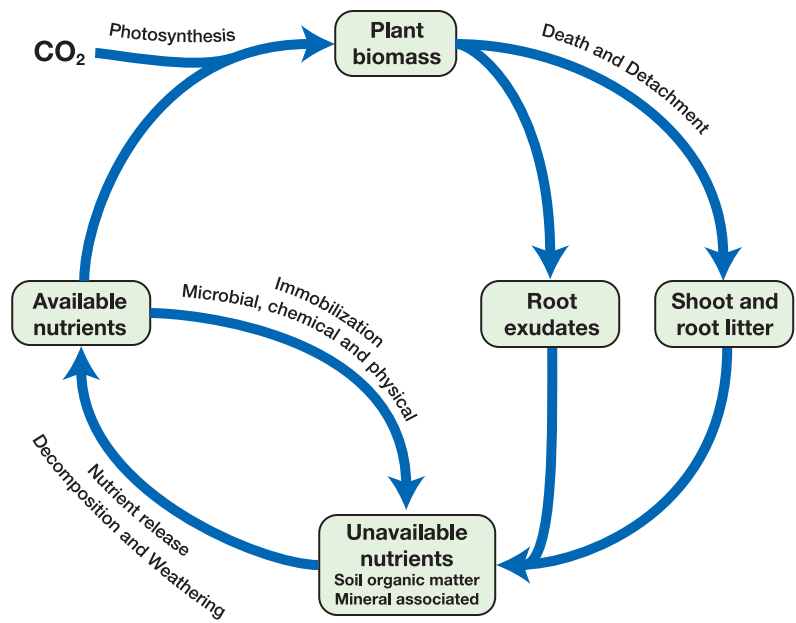 Photosynthesis
CO₂
Plant
biomass
Death and Detachment
Available
nutrients
Immobilization
Microbial, chemical and physical
Root
exudates
Shoot and
root litter
Nutrient release
Decomposition and Weathering
Unavailable
nutrients
Soil organic matter
Mineral associated